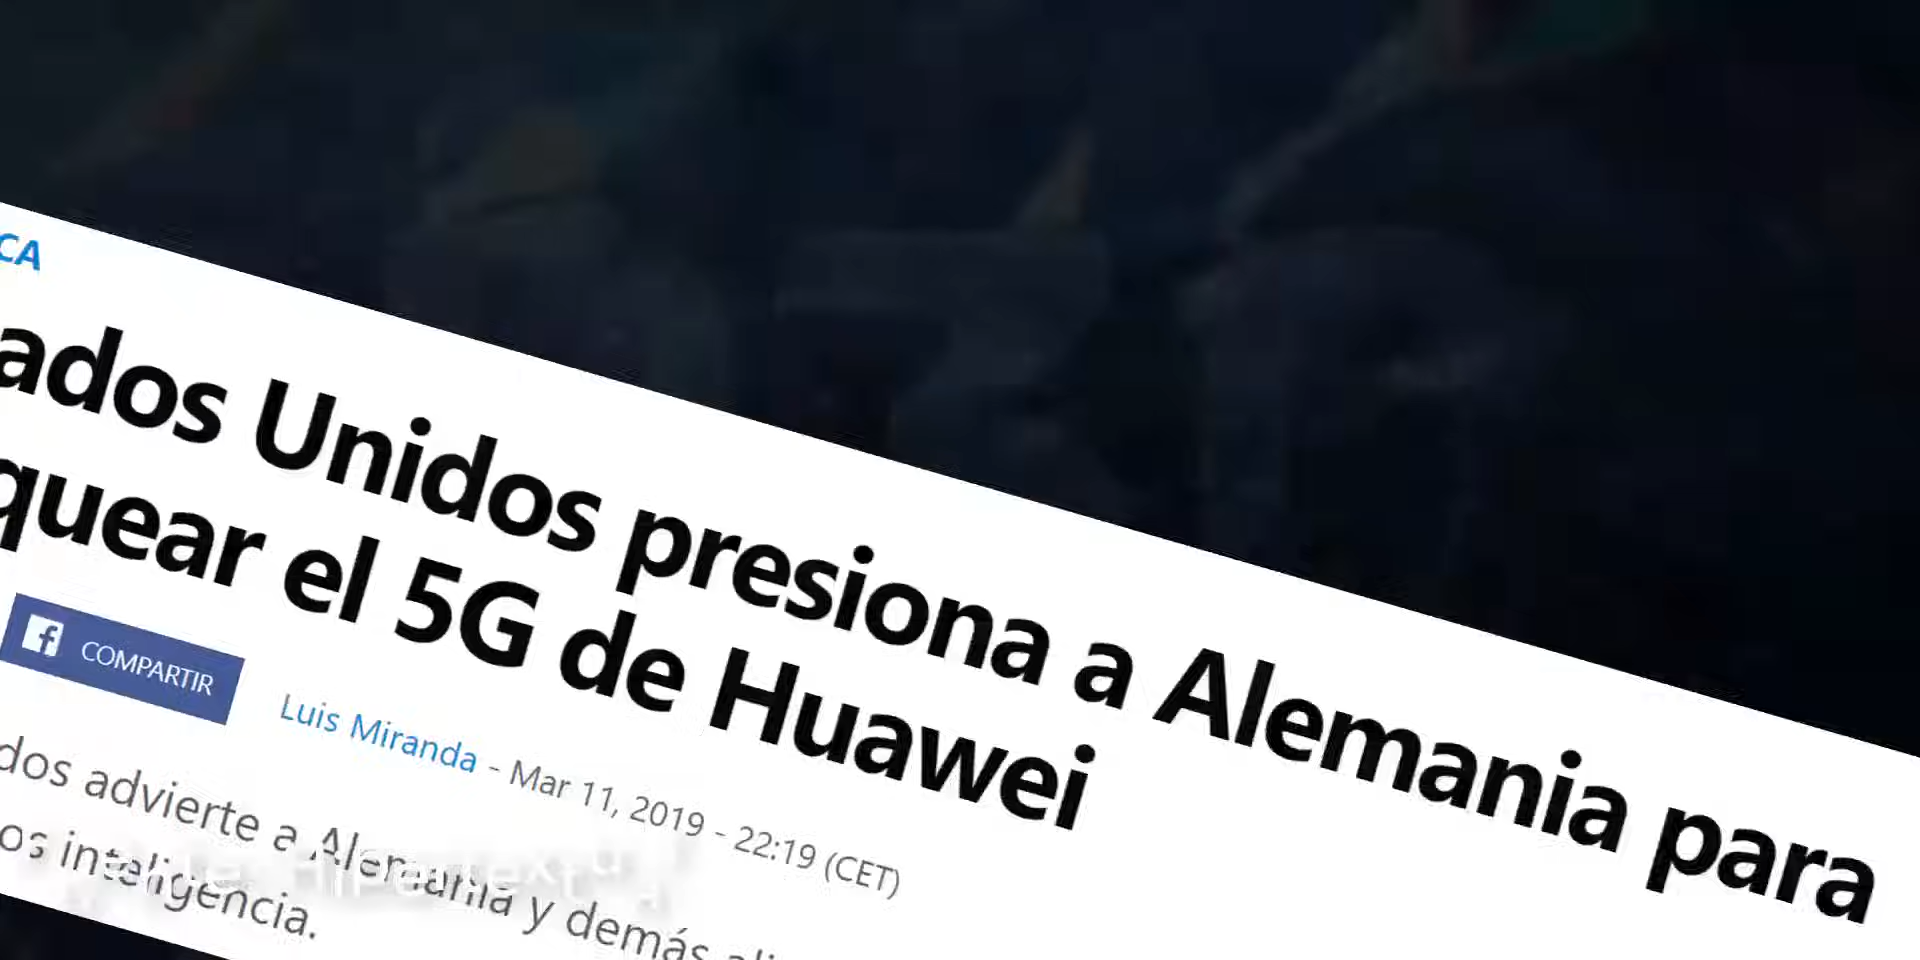 CA
ados Unidos presiona a Alemania para
quear el 5G de Huawei
COMPARTIR
Luis Miranda - Mar 11, 2019 - 22:19 (CET)
dos advierte a Alemania y demás
os inteligencia.